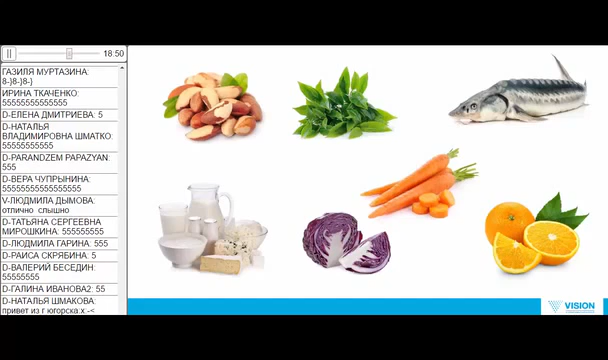 18:50
ГАЗИЛЯ МУРТАЗИНА:
8-)8-)8-)
ИРИНА ТКАЧЕНКО:
55555555555555
D-ЕЛЕНА ДМИТРИЕВА: 5
D-НАТАЛЬЯ
ВЛАДИМИРОВНА ШМАТКО:
55555555555
D-PARANDZEM PAPAZYAN:
555
D-ВЕРА ЧУПРЫНИНА:
55555555555555
V-ЛЮДМИЛА ДЫМОВА:
отлично слышно
D-ТАТЬЯНА СЕРГЕЕВНА
МИРОШКИНА: 555555555
D-ЛЮДМИЛА ГАРИНА: 555
D-РАИСА СКРЯБИНА: 5
D-ВАЛЕРИЙ БЕСЕДИН:
55555555
D-ГАЛИНА ИВАНОВА2: 55
D-НАТАЛЬЯ ШМАКОВА:
привет из г югорска:x -<
VISION